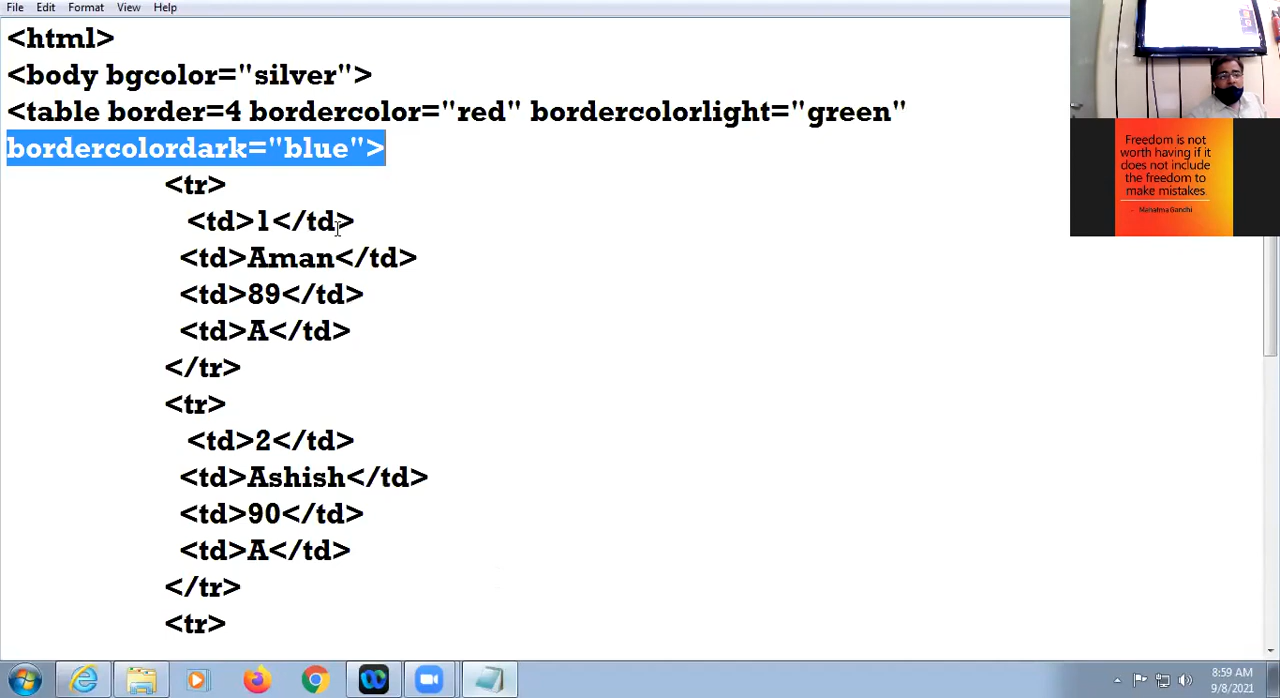 File Edit Format View Help
<html>
<body bgcolor="silver">
<table border=4 bordercolor="red" bordercolorlight="green"
bordercolordark="blue">
<tr>
<td>1</td>
<td>Aman</td>
<td>89</td>
<td>A</td>
</tr>
<tr>
<td>2</td>
<td>Ashish</td>
<td>90</td>
<td>A</td>
</tr>
<tr>
Freedom is not
worth having if it
does not include
the freedom to
make mistakes.
- Mahatma Gandhi
8:59 AM
9/8/2021